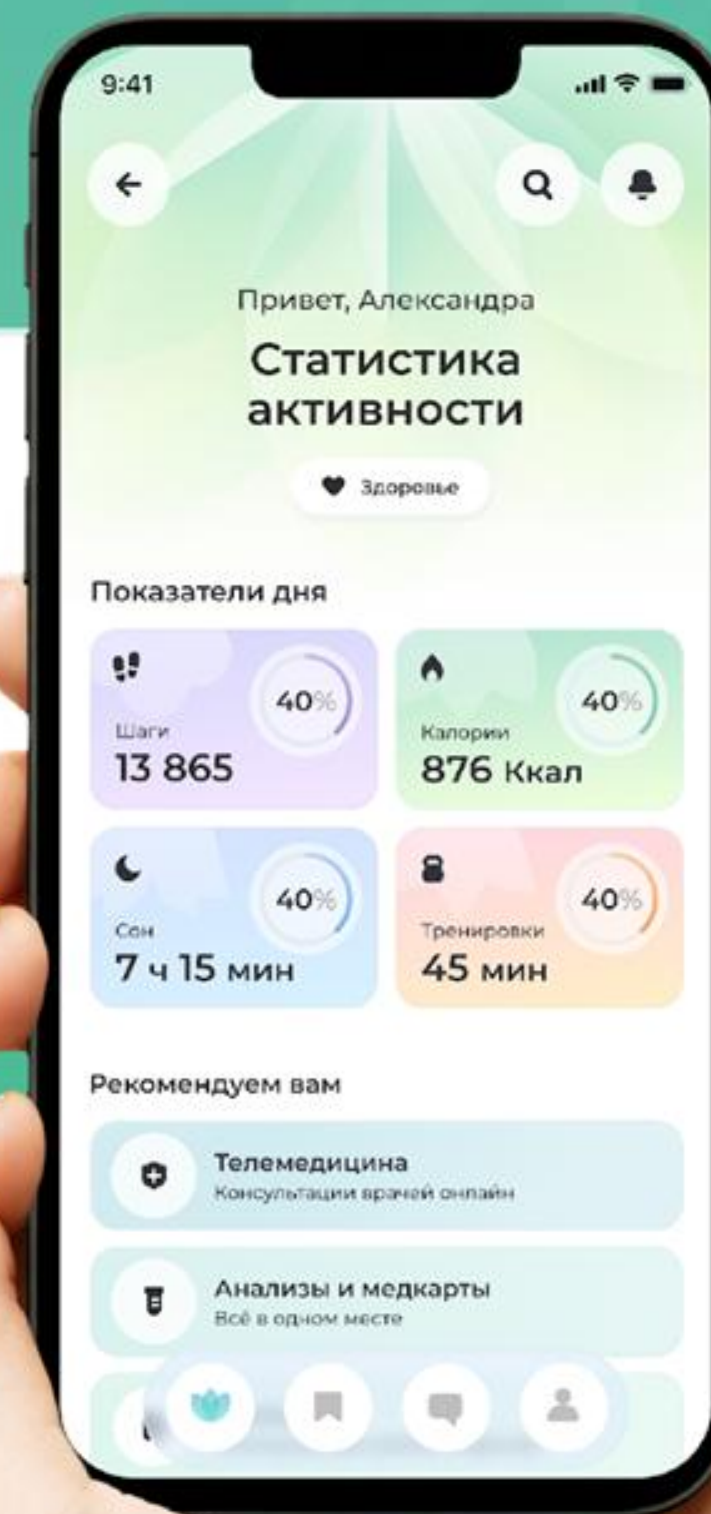 9:41
Привет, Александра
Статистика
активности
Здоровье
Показатели дня
40%
Шаги
13 865
40%
Калории
876 Ккал
40%
Сон
7 ч 15 мин
40%
Тренировки
45 мин
Рекомендуем вам
Телемедицина
Консультации врачей онлайн
Анализы и медкарты
Всё в одном месте